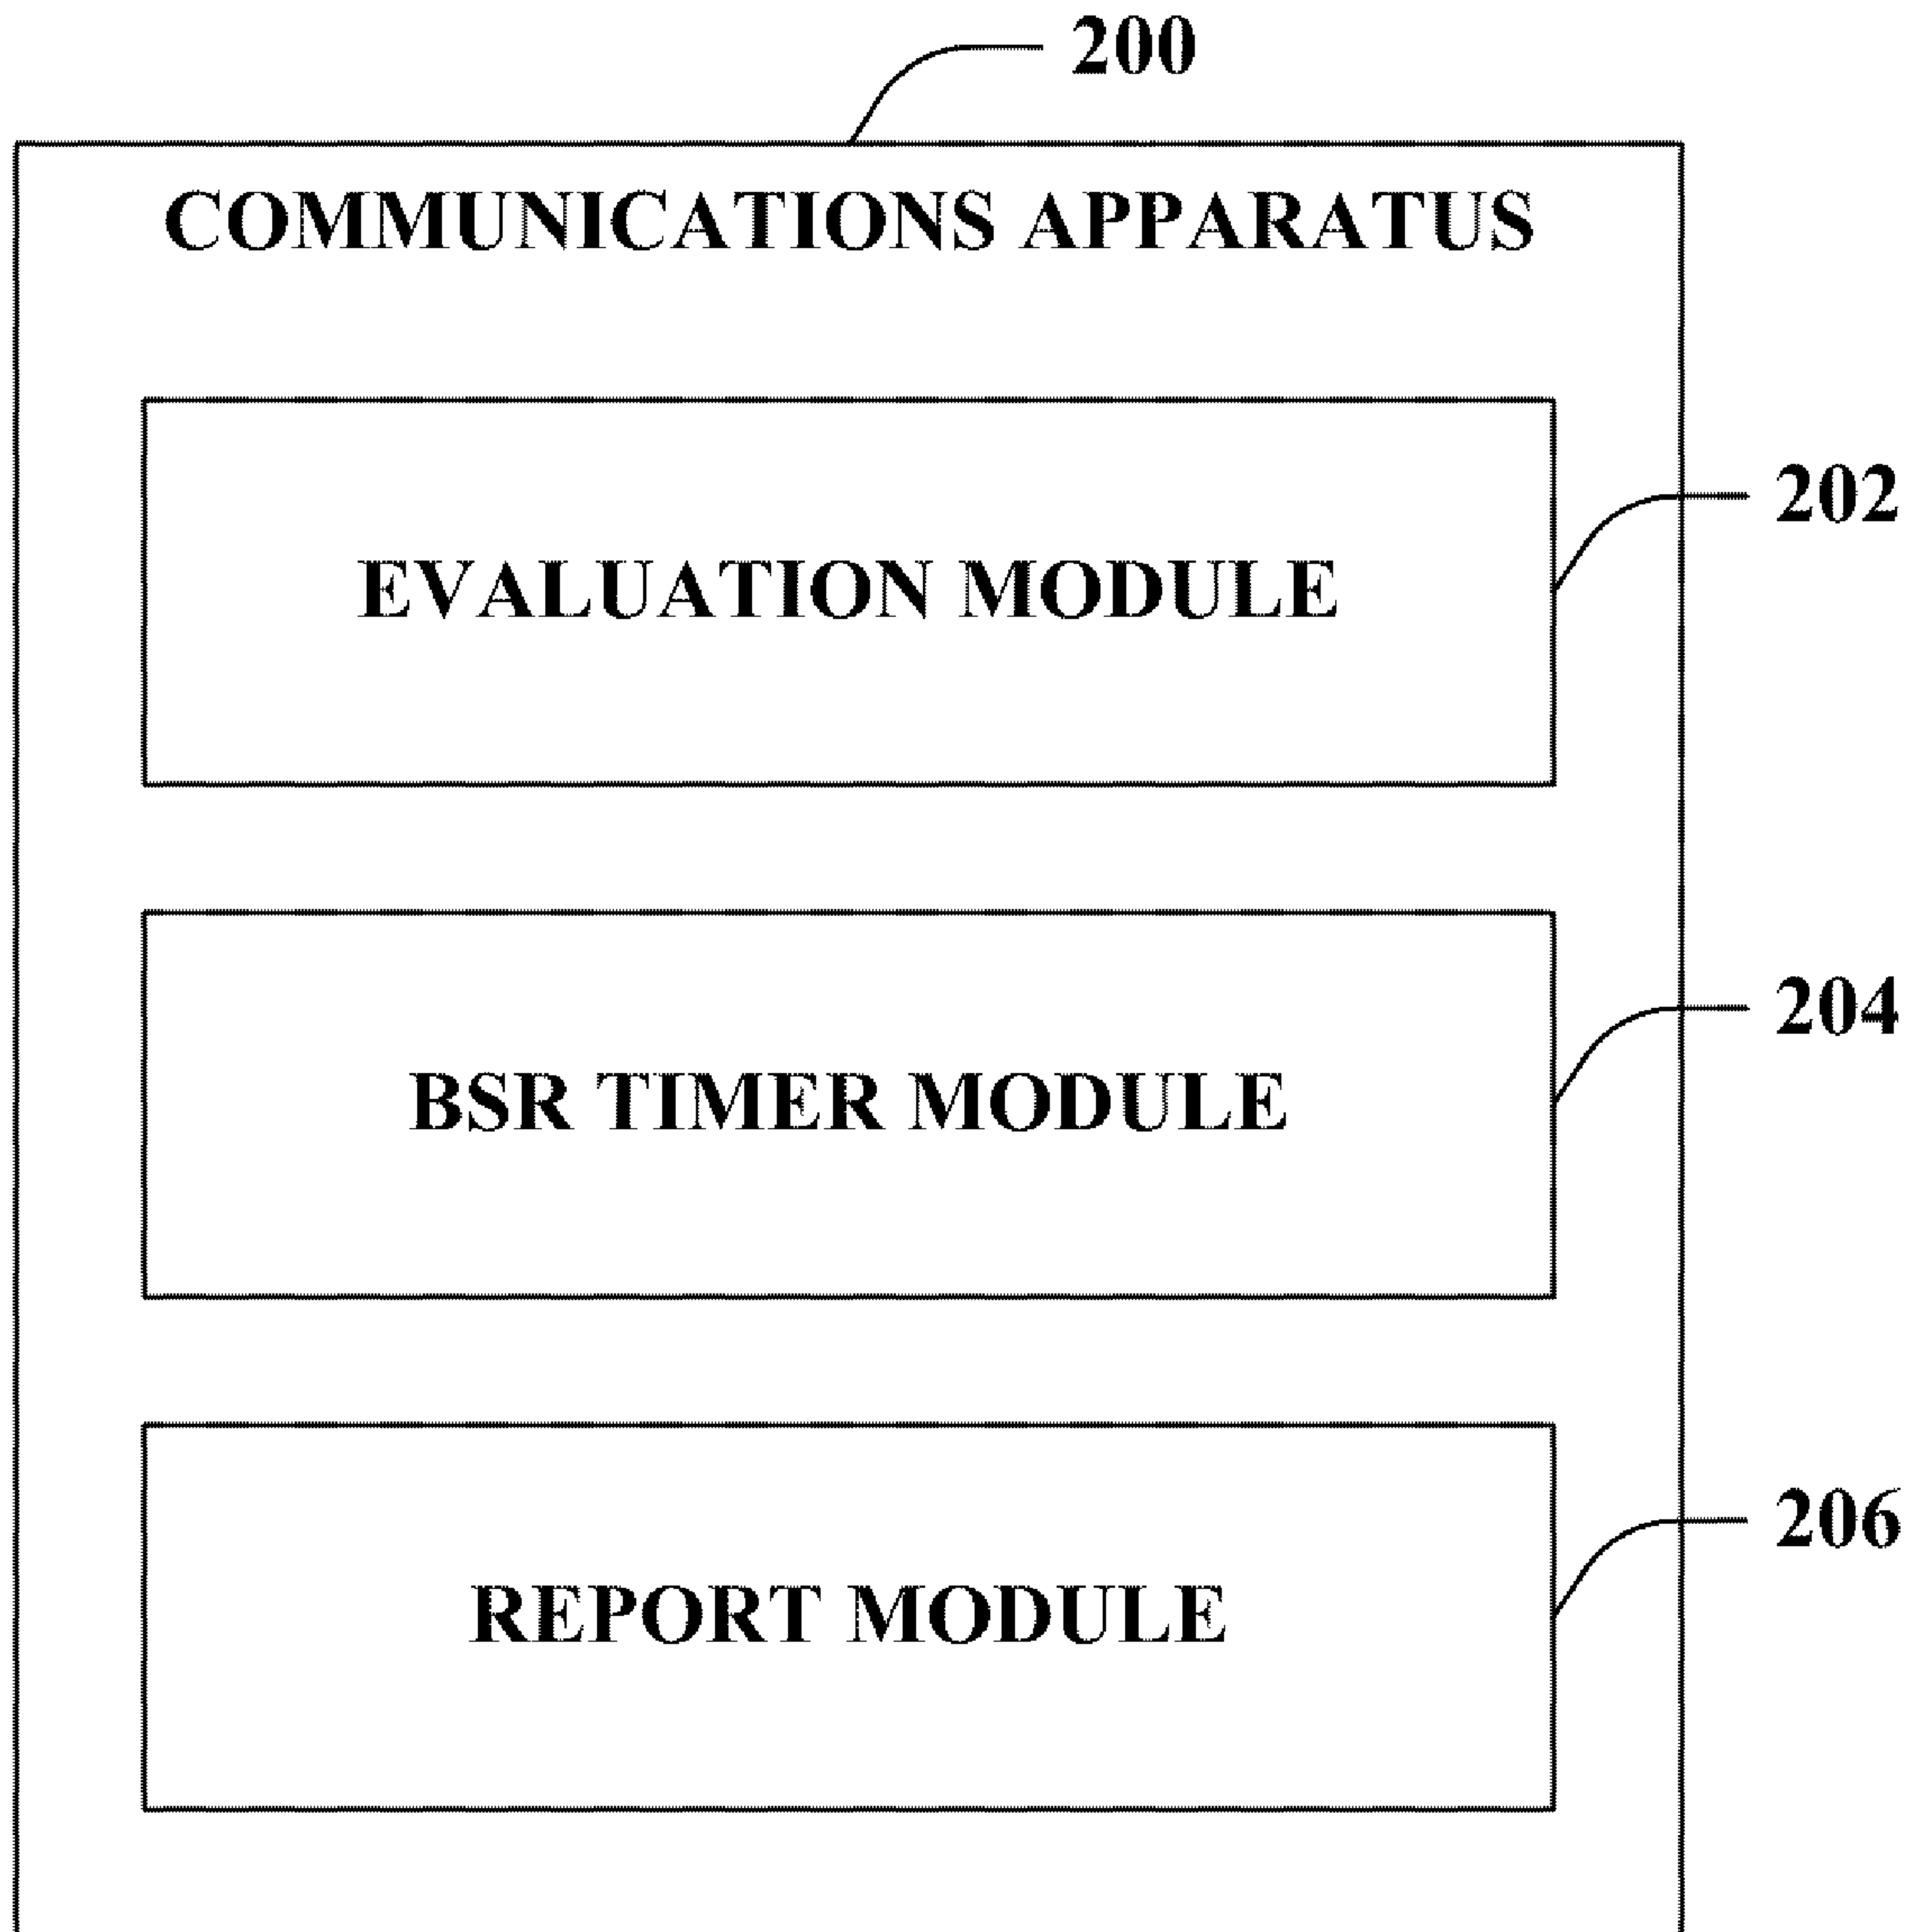 200
COMMUNICATIONS APPARATUS
202
EVALUATION MODULE
204
BSR TIMER MODULE
206
REPORT MODULE